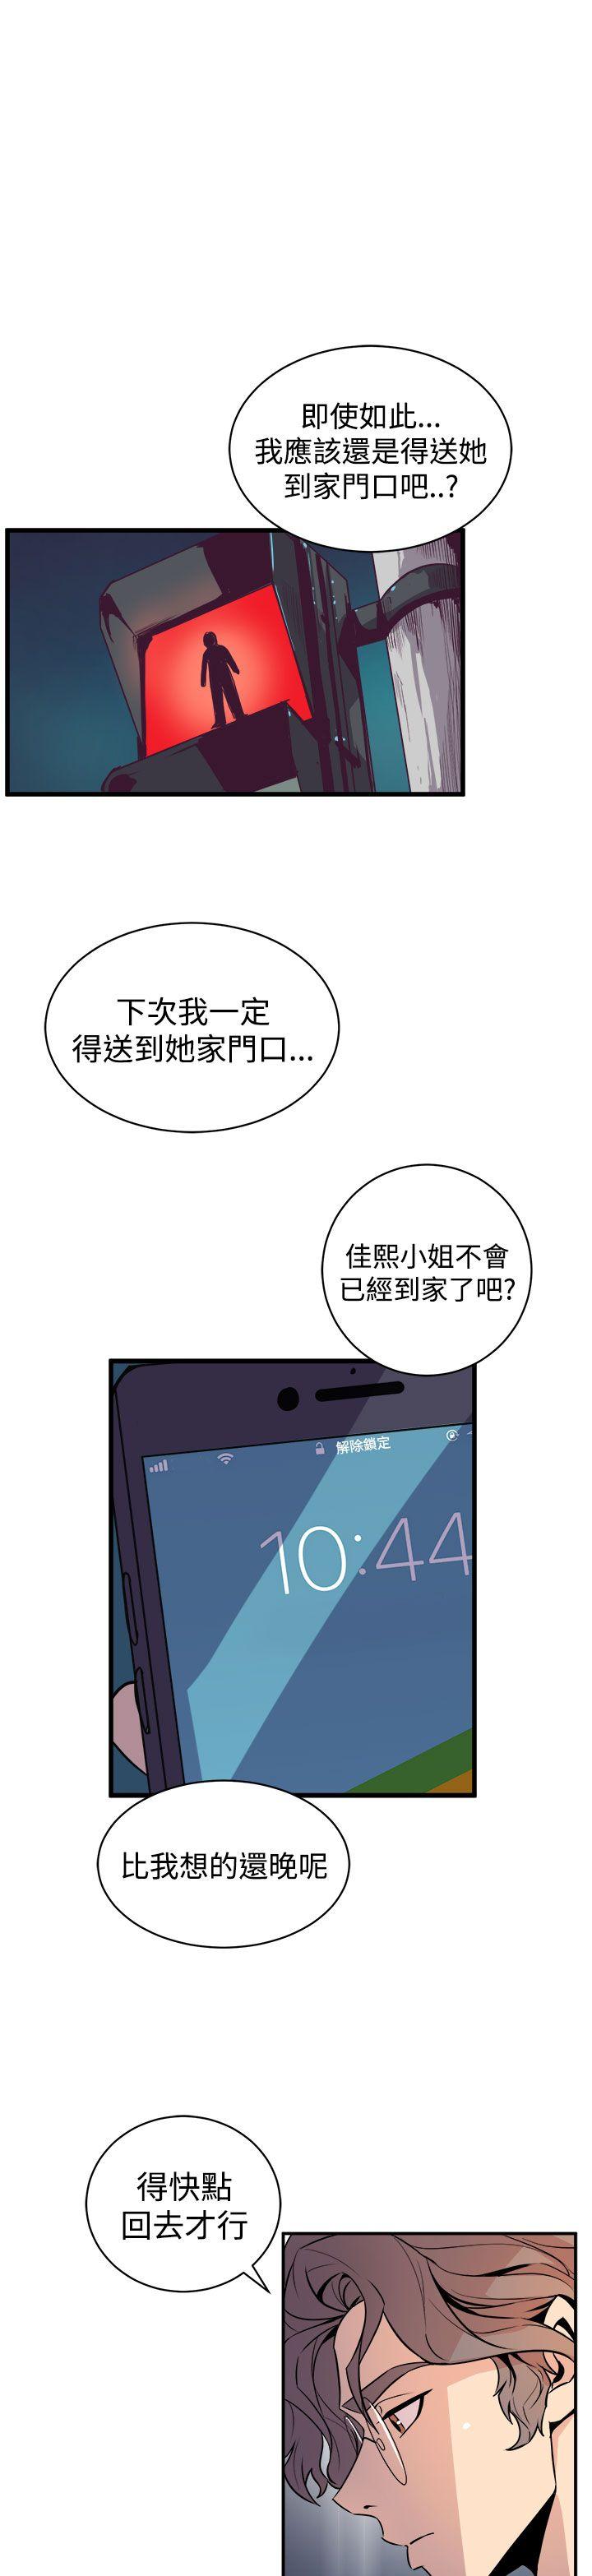 即使如此...
我應該還是得送她
到家門口吧..?
下次我一定
得送到她家門口...
佳熙小姐不會
已經到家了吧?
解除鎖定
10:44
比我想的還晚呢
得快點
回去才行